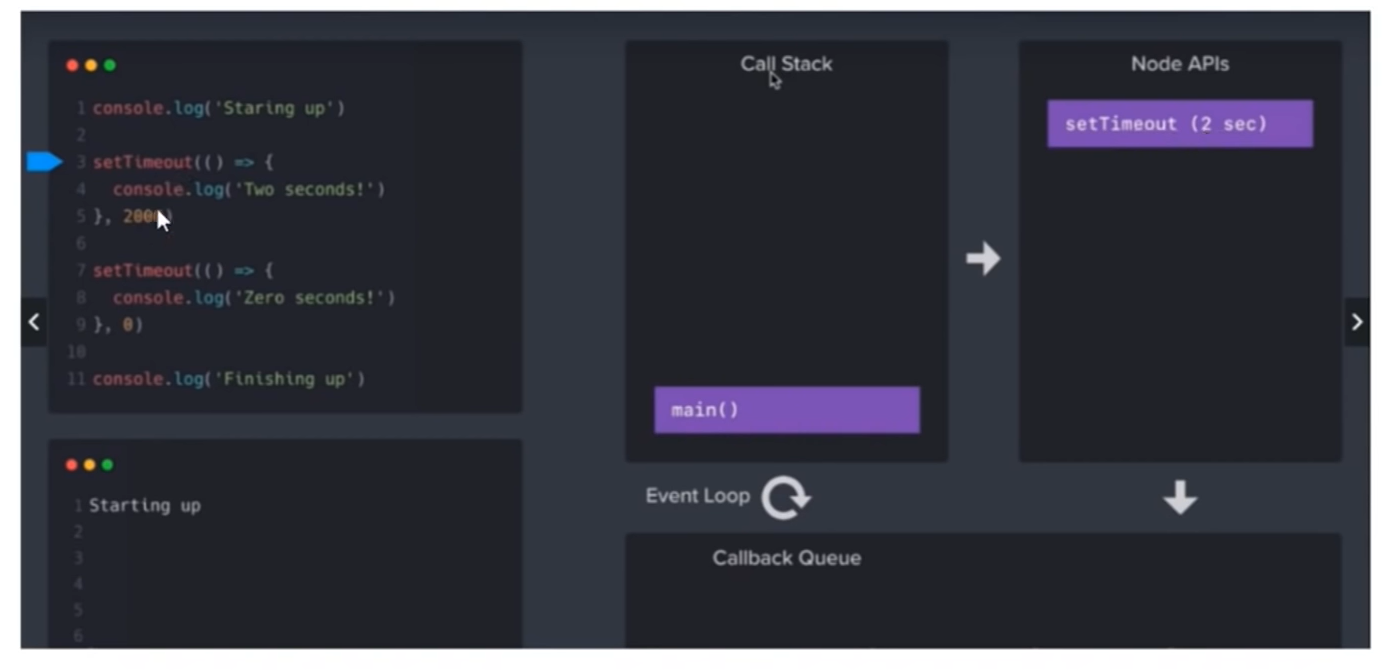 1 console.log('Staring up')
2
3 setTimeout(() => {
4 console.log('Two seconds!')
5 }, 2000)
6
7 setTimeout(() => {
8 console.log('Zero seconds!')
9 }, 0)
10
11 console.log('Finishing up')
1 Starting up
2
3
4
5
6
Call Stack
main()
Node APIs
setTimeout (2 sec)
Event Loop
Callback Queue